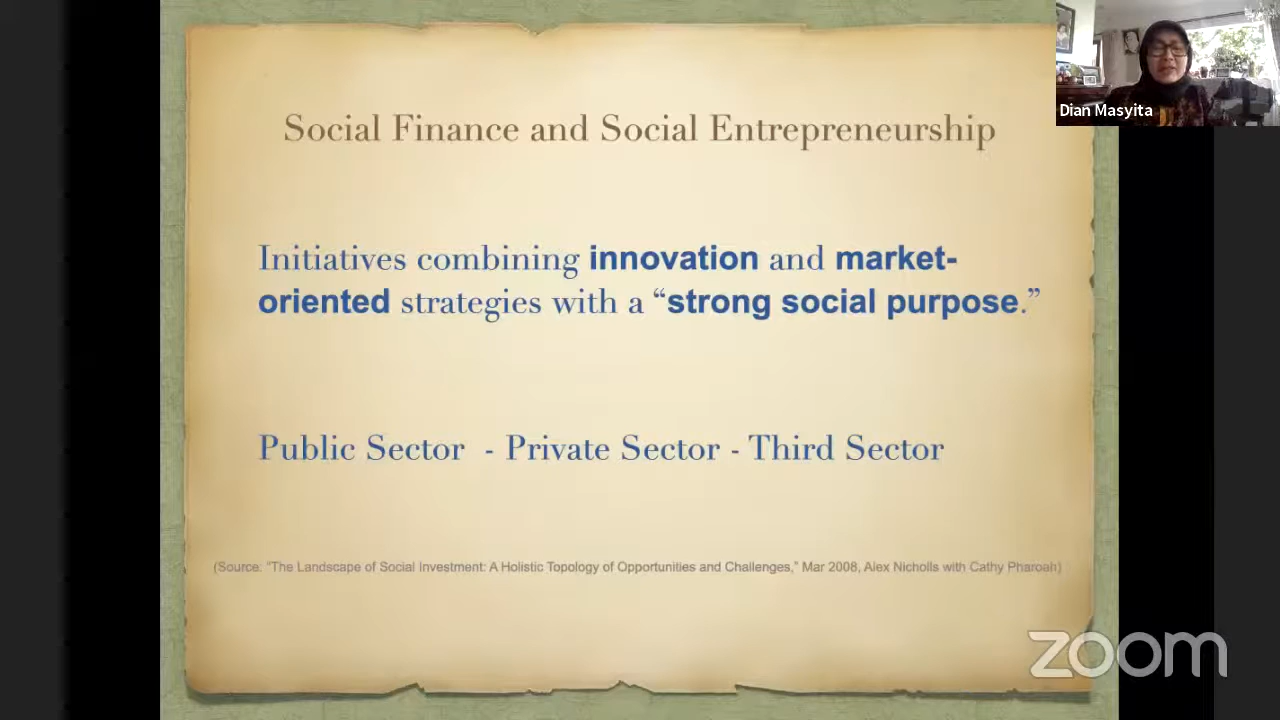 Dian Masyita
Social Finance and Social Entrepreneurship
Initiatives combining innovation and market-
oriented strategies with a “strong social purpose.”
Public Sector - Private Sector - Third Sector
(Source: “The Landscape of Social Investment: A Holistic Topology of Opportunities and Challenges,” Mar 2008, Alex Nicholls with Cathy Pharoah)
zoom